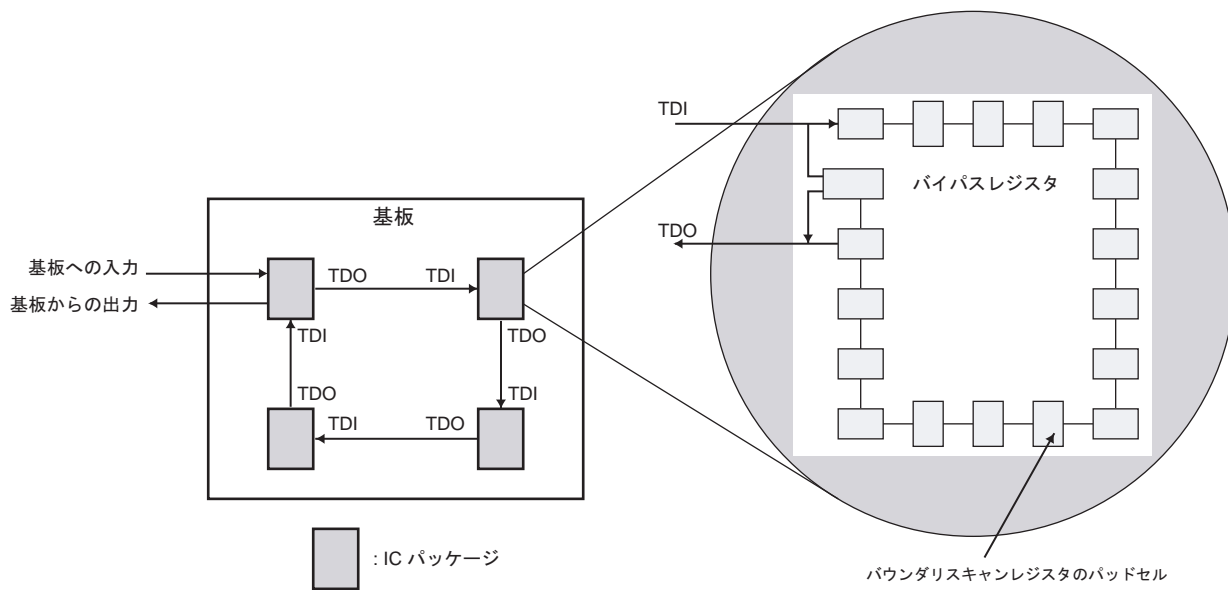 基板
基板への入力
基板からの出力
TDO
TDI
TDI
TDO
TDO
TDI
TDI
TDO
: IC パッケージ
TDI
バイパスレジスタ
TDO
バウンダリスキャンレジスタのパッドセル